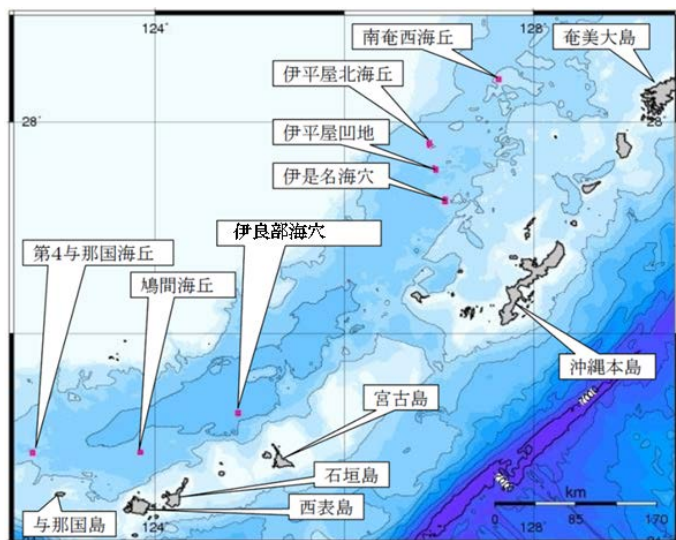 124°
128°
南奄西海丘
奄美大島
伊平屋北海丘
28°
28°
伊平屋凹地
伊是名海穴
伊良部海穴
第4与那国海丘
鳩間海丘
沖縄本島
宮古島
石垣島
西表島
与那国島
124°
128°
km
0 85 170